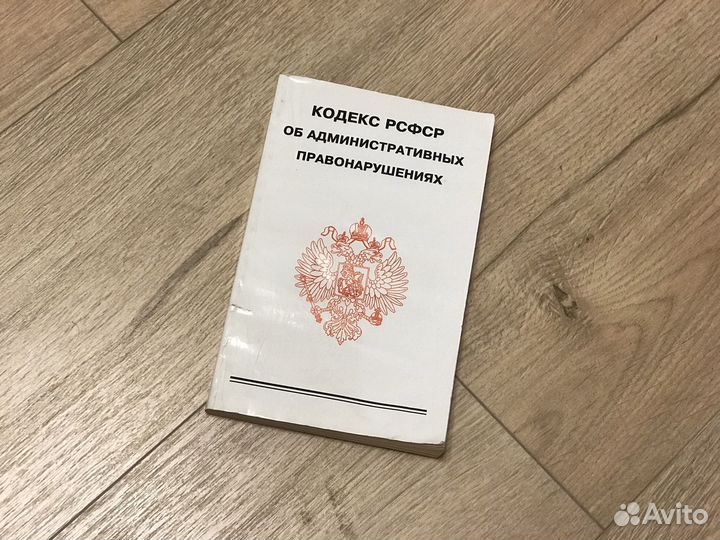 КОДЕКС РСФСР
ОБ АДМИНИСТРАТИВНЫХ
ПРАВОНАРУШЕНИЯХ
Avito